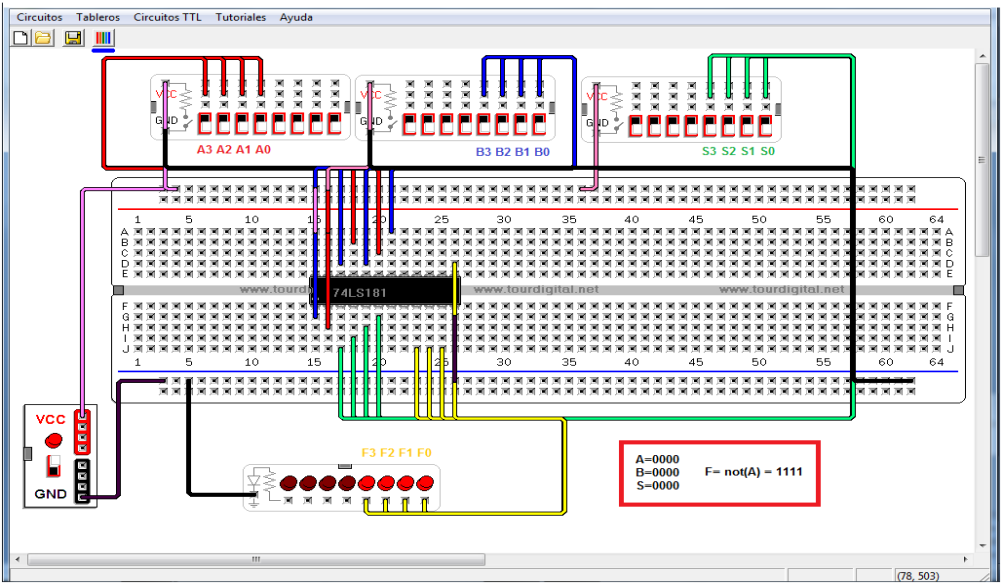 Circuitos Tableros Circuitos TTL Tutoriales Ayuda
VCC VCC VCC
GND GND GND
A3 A2 A1 A0 B3 B2 B1 B0 S3 S2 S1 S0
1 5 10 15 20 25 30 35 40 45 50 55 60 64
A A
B B
C C
D D
E E
www.tourd 74LS181 www.tourdigital.net www.tourdigital.net
F F
G G
H H
I I
J J
1 5 10 15 20 25 30 35 40 45 50 55 60 64
VCC
GND
F3 F2 F1 F0
A=0000
B=0000 F= not(A) = 1111
S=0000
(78, 503)